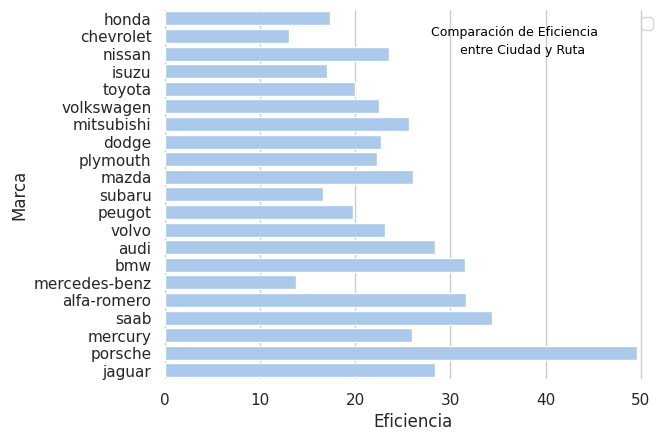 honda
chevrolet
nissan
isuzu
toyota
volkswagen
mitsubishi
dodge
plymouth
mazda
subaru
peugot
volvo
audi
bmw
mercedes-benz
alfa-romero
saab
mercury
porsche
jaguar
Marca
Comparación de Eficiencia
entre Ciudad y Ruta
0 10 20 30 40 50
Eficiencia